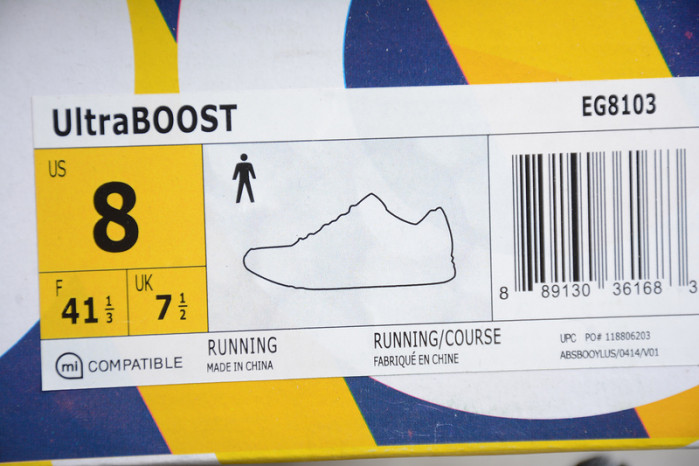 UltraBOOST
EG8103
US
8
F
41 1/3
UK
7 1/2
8 89130 36168 3
mi COMPATIBLE
RUNNING
MADE IN CHINA
RUNNING/COURSE
FABRIQUÉ EN CHINE
UPC PO# 118806203
ABSBOOYLUS/0414/V01